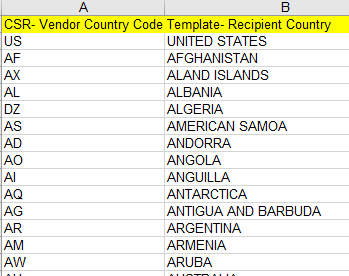 A B
CSR- Vendor Country Code Template- Recipient Country
US UNITED STATES
AF AFGHANISTAN
AX ALAND ISLANDS
AL ALBANIA
DZ ALGERIA
AS AMERICAN SAMOA
AD ANDORRA
AO ANGOLA
AI ANGUILLA
AQ ANTARCTICA
AG ANTIGUA AND BARBUDA
AR ARGENTINA
AM ARMENIA
AW ARUBA